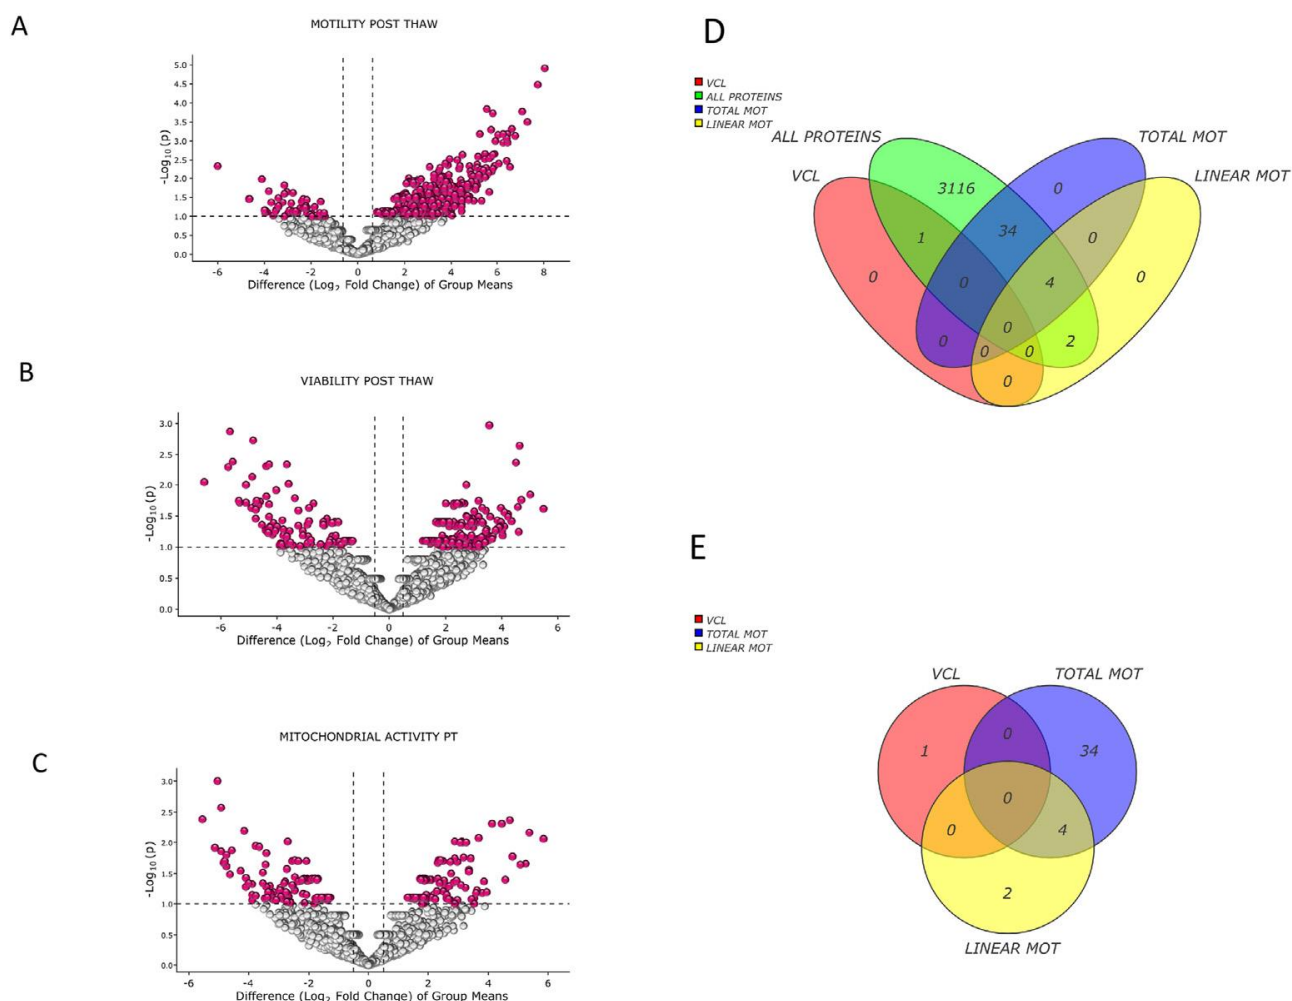 A
MOTILITY POST THAW
5.0
4.5
4.0
3.5
3.0
2.5
2.0
1.5
1.0
0.5
0.0
-Log10 (p)
-6 -4 -2 0 2 4 6 8
Difference (Log2 Fold Change) of Group Means
B
VIABILITY POST THAW
3.0
2.5
2.0
1.5
1.0
0.5
0.0
-Log10 (p)
-6 -4 -2 0 2 4 6
Difference (Log2 Fold Change) of Group Means
C
MITOCHONDRIAL ACTIVITY PT
3.0
2.5
2.0
1.5
1.0
0.5
0.0
-Log10 (p)
-6 -4 -2 0 2 4 6
Difference (Log2 Fold Change) of Group Means
D
VCL
ALL PROTEINS
TOTAL MOT
LINEAR MOT
ALL PROTEINS TOTAL MOT
VCL LINEAR MOT
3116 0
1 34 0
0 0 4 0
0
0 0 0 2
0
E
VCL
TOTAL MOT
LINEAR MOT
VCL TOTAL MOT
1 0 34
0
0 4
2
LINEAR MOT